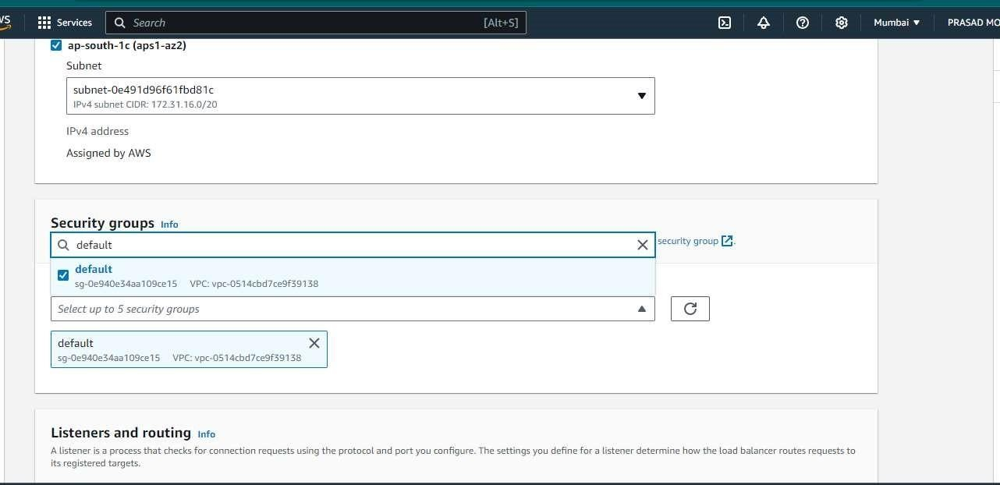 Services
Search
[Alt+S]
Mumbai
PRASAD MO
ap-south-1c (aps1-az2)
Subnet
subnet-0e491d96f61fbd81c
IPv4 subnet CIDR: 172.31.16.0/20
IPv4 address
Assigned by AWS
Security groups Info
default
security group
.
default
sg-0e940e34aa109ce15 VPC: vpc-0514cbd7ce9f39138
Select up to 5 security groups
default
sg-0e940e34aa109ce15 VPC: vpc-0514cbd7ce9f39138
Listeners and routing Info
A listener is a process that checks for connection requests using the protocol and port you configure. The settings you define for a listener determine how the load balancer routes requests to
its registered targets.